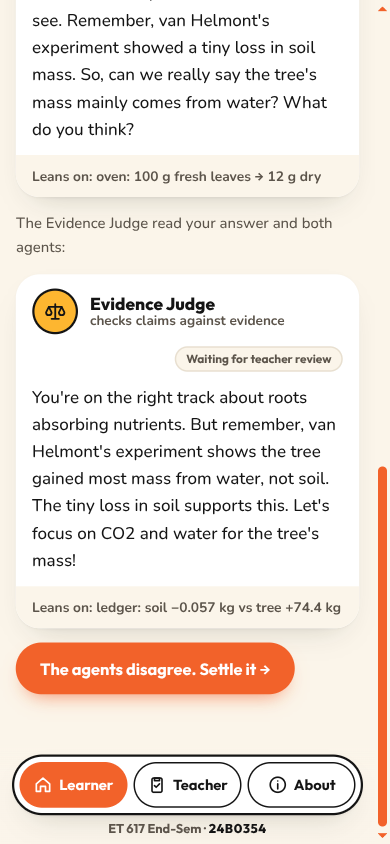 see. Remember, van Helmont's
experiment showed a tiny loss in soil
mass. So, can we really say the tree's
mass mainly comes from water? What
do you think?
Leans on: oven: 100 g fresh leaves → 12 g dry
The Evidence Judge read your answer and both
agents:
Evidence Judge
checks claims against evidence
Waiting for teacher review
You're on the right track about roots
absorbing nutrients. But remember, van
Helmont's experiment shows the tree
gained most mass from water, not soil.
The tiny loss in soil supports this. Let's
focus on CO2 and water for the tree's
mass!
Leans on: ledger: soil −0.057 kg vs tree +74.4 kg
The agents disagree. Settle it →
Learner
Teacher
About
ET 617 End-Sem · 24B0354